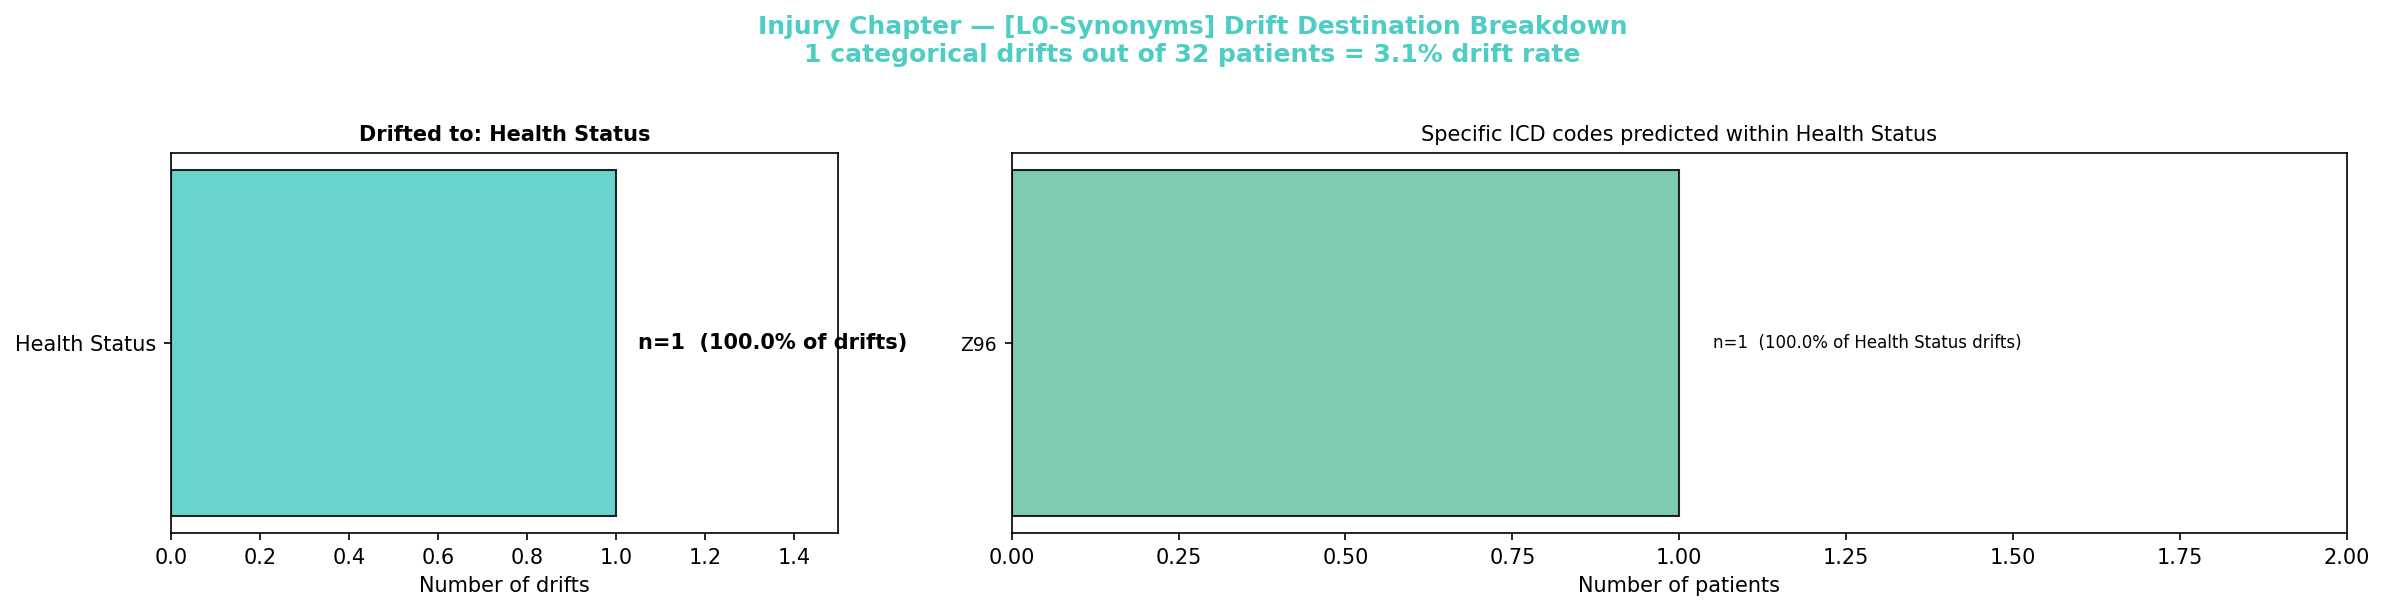 Injury Chapter — [L0-Synonyms] Drift Destination Breakdown
1 categorical drifts out of 32 patients = 3.1% drift rate
Drifted to: Health Status
Health Status
n=1  (100.0% of drifts)
0.0 0.2 0.4 0.6 0.8 1.0 1.2 1.4
Number of drifts
Specific ICD codes predicted within Health Status
Z96
n=1  (100.0% of Health Status drifts)
0.00 0.25 0.50 0.75 1.00 1.25 1.50 1.75 2.00
Number of patients